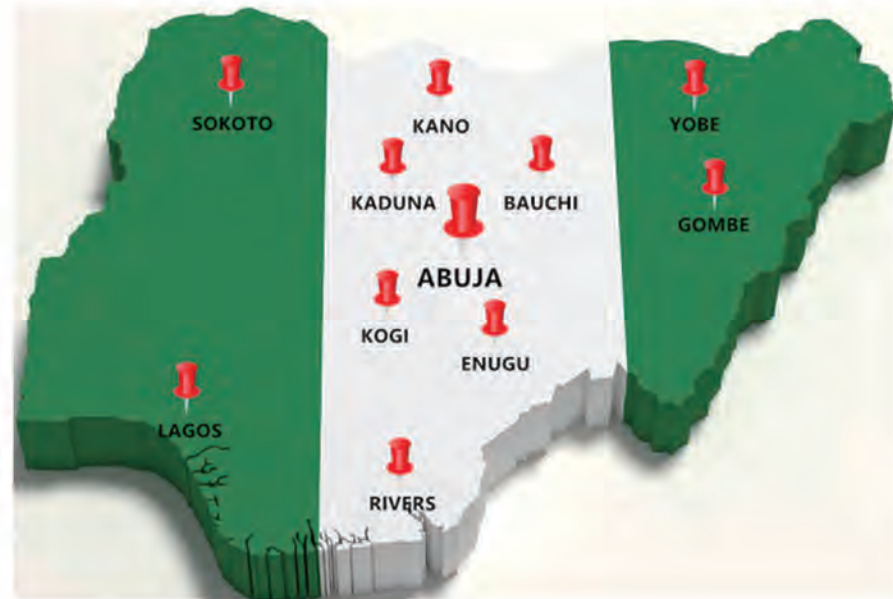 SOKOTO
KANO
YOBE
KADUNA
BAUCHI
GOMBE
ABUJA
KOGI
ENUGU
LAGOS
RIVERS